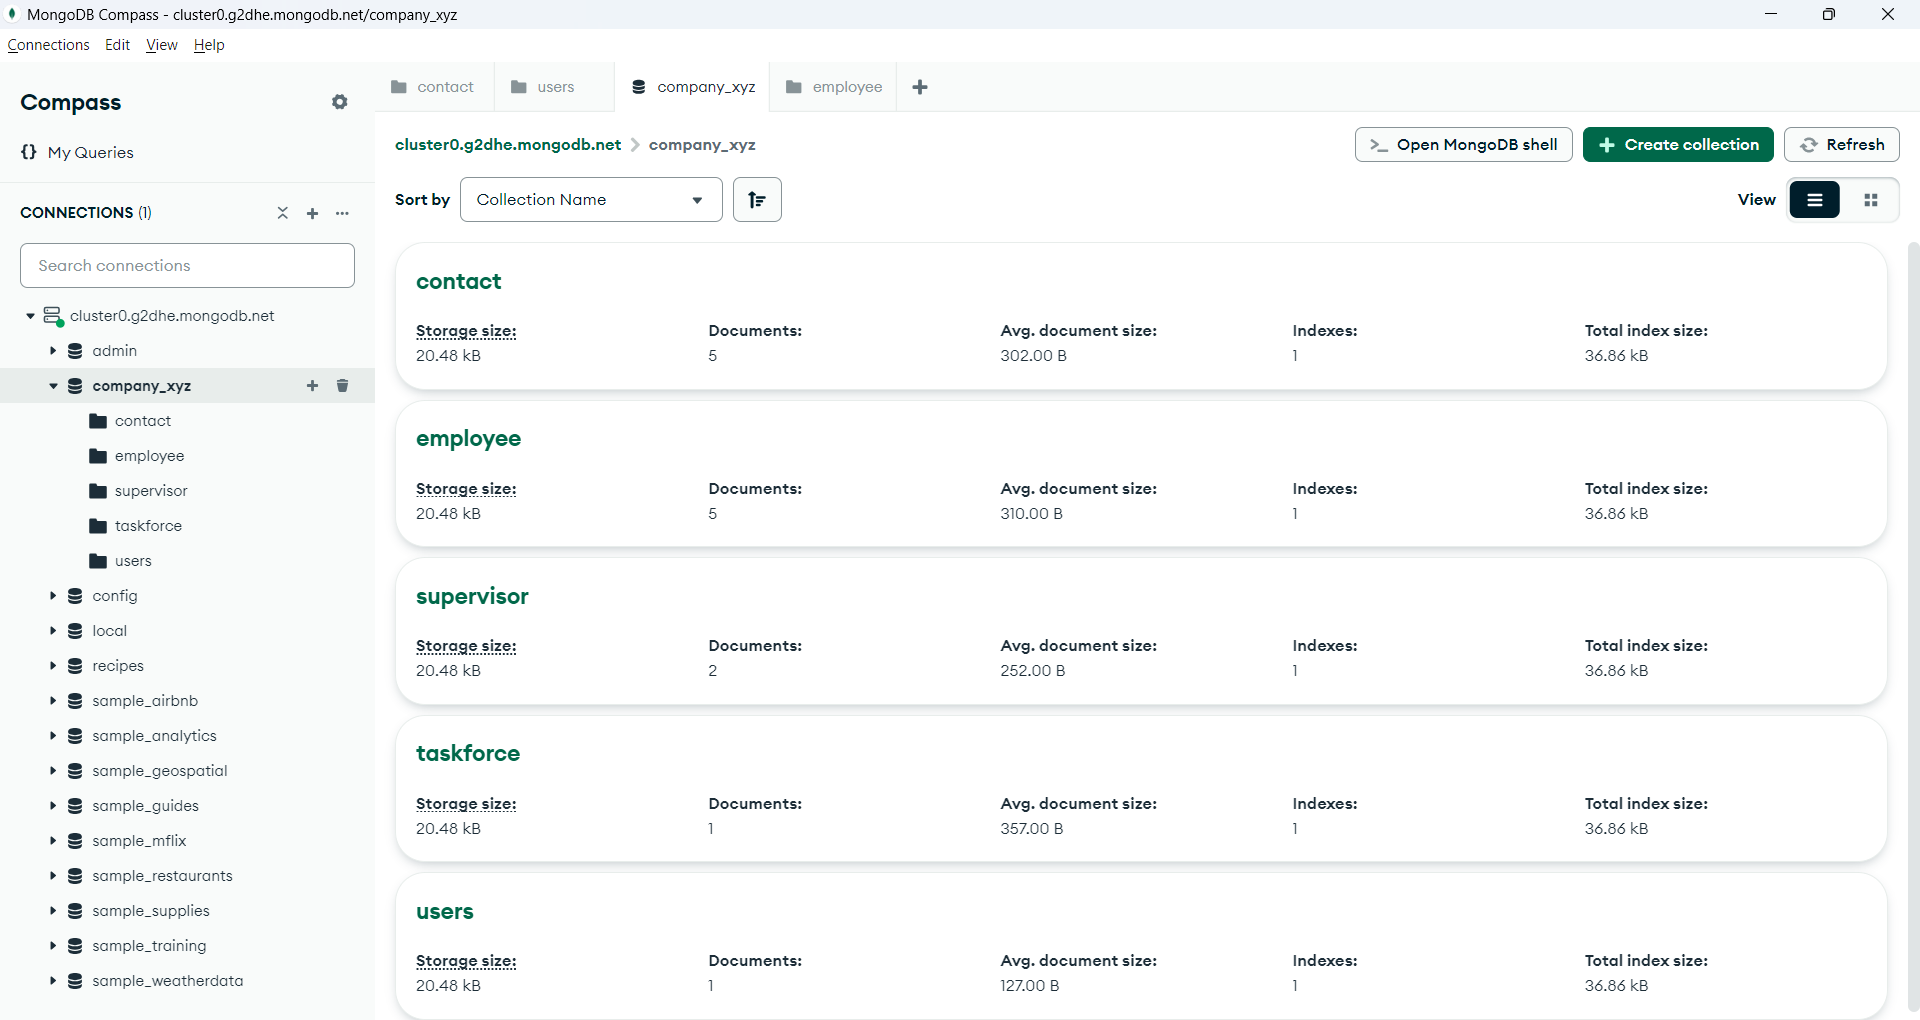 MongoDB Compass - cluster0.g2dhe.mongodb.net/company_xyz
Connections Edit View Help
Compass
{} My Queries
CONNECTIONS (1)
Search connections
cluster0.g2dhe.mongodb.net
admin
company_xyz
contact
employee
supervisor
taskforce
users
config
local
recipes
sample_airbnb
sample_analytics
sample_geospatial
sample_guides
sample_mflix
sample_restaurants
sample_supplies
sample_training
sample_weatherdata
contact users company_xyz employee
cluster0.g2dhe.mongodb.net company_xyz
>_ Open MongoDB shell Create collection Refresh
Sort by Collection Name View
contact
Storage size: Documents: Avg. document size: Indexes: Total index size:
20.48 kB 5 302.00 B 1 36.86 kB
employee
Storage size: Documents: Avg. document size: Indexes: Total index size:
20.48 kB 5 310.00 B 1 36.86 kB
supervisor
Storage size: Documents: Avg. document size: Indexes: Total index size:
20.48 kB 2 252.00 B 1 36.86 kB
taskforce
Storage size: Documents: Avg. document size: Indexes: Total index size:
20.48 kB 1 357.00 B 1 36.86 kB
users
Storage size: Documents: Avg. document size: Indexes: Total index size:
20.48 kB 1 127.00 B 1 36.86 kB